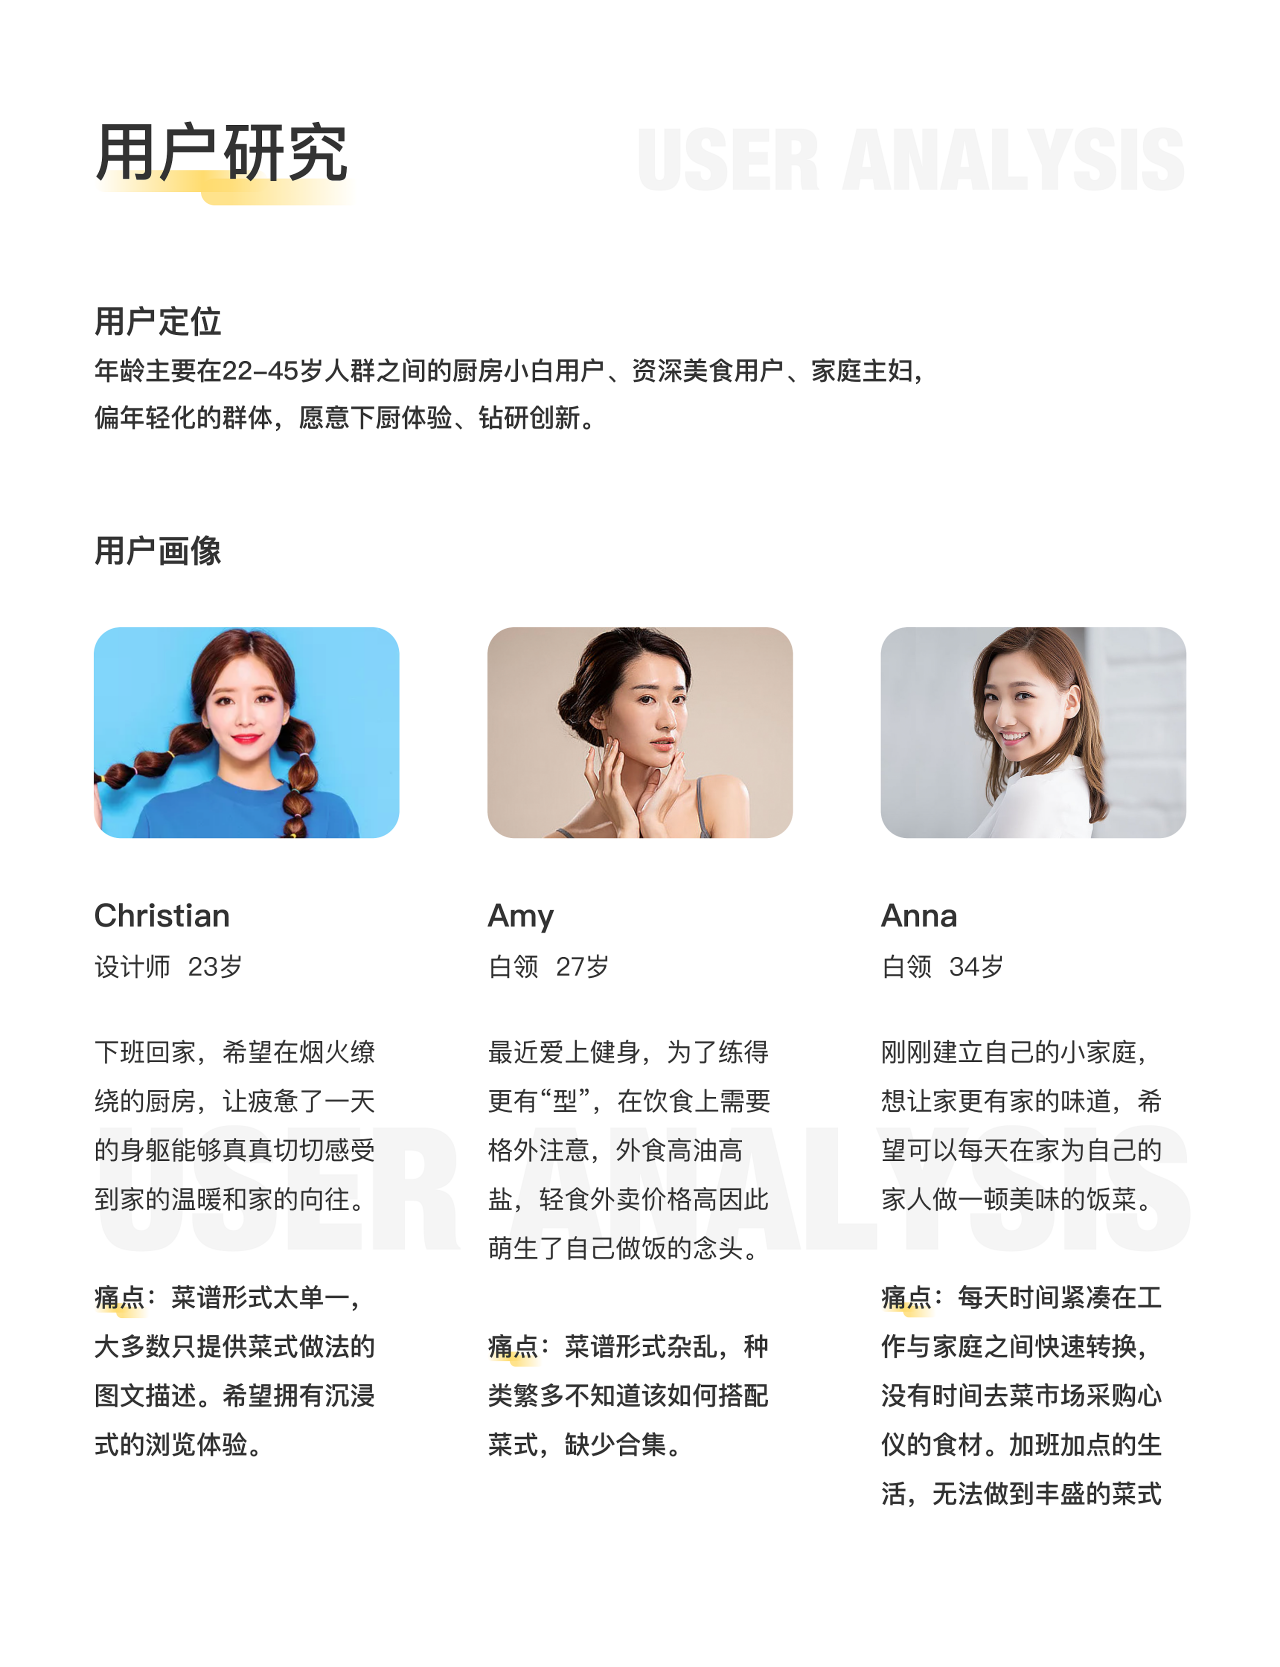 用户研究
USER ANALYSIS
用户定位
年龄主要在22-45岁人群之间的厨房小白用户、资深美食用户、家庭主妇，
偏年轻化的群体，愿意下厨体验、钻研创新。
用户画像
Christian
设计师 23岁
下班回家，希望在烟火缭
绕的厨房，让疲惫了一天
的身躯能够真真切切感受
到家的温暖和家的向往。
痛点：菜谱形式太单一，
大多数只提供菜式做法的
图文描述。希望拥有沉浸
式的浏览体验。
Amy
白领 27岁
最近爱上健身，为了练得
更有“型”，在饮食上需要
格外注意，外食高油高
盐，轻食外卖价格高因此
萌生了自己做饭的念头。
痛点：菜谱形式杂乱，种
类繁多不知道该如何搭配
菜式，缺少合集。
Anna
白领 34岁
刚刚建立自己的小家庭，
想让家更有家的味道，希
望可以每天在家为自己的
家人做一顿美味的饭菜。
痛点：每天时间紧凑在工
作与家庭之间快速转换，
没有时间去菜市场采购心
仪的食材。加班加点的生
活，无法做到丰盛的菜式
USER ANALYSIS